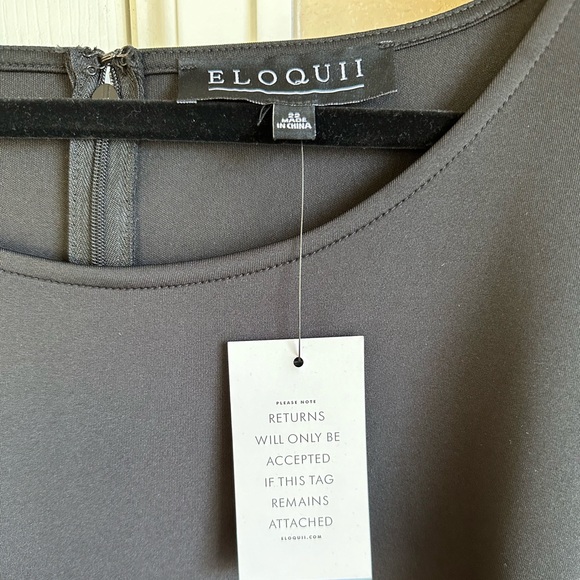 ELOQUII
22
MADE
IN CHINA
PLEASE NOTE
RETURNS
WILL ONLY BE
ACCEPTED
IF THIS TAG
REMAINS
ATTACHED
ELOQUII.COM